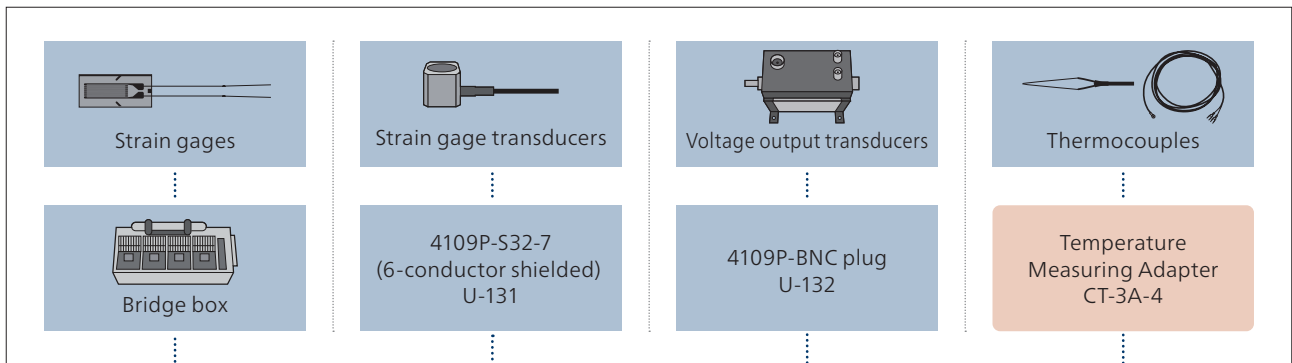 Strain gages
Strain gage transducers
Voltage output transducers
Thermocouples
Bridge box
4109P-S32-7
(6-conductor shielded)
U-131
4109P-BNC plug
U-132
Temperature
Measuring Adapter
CT-3A-4